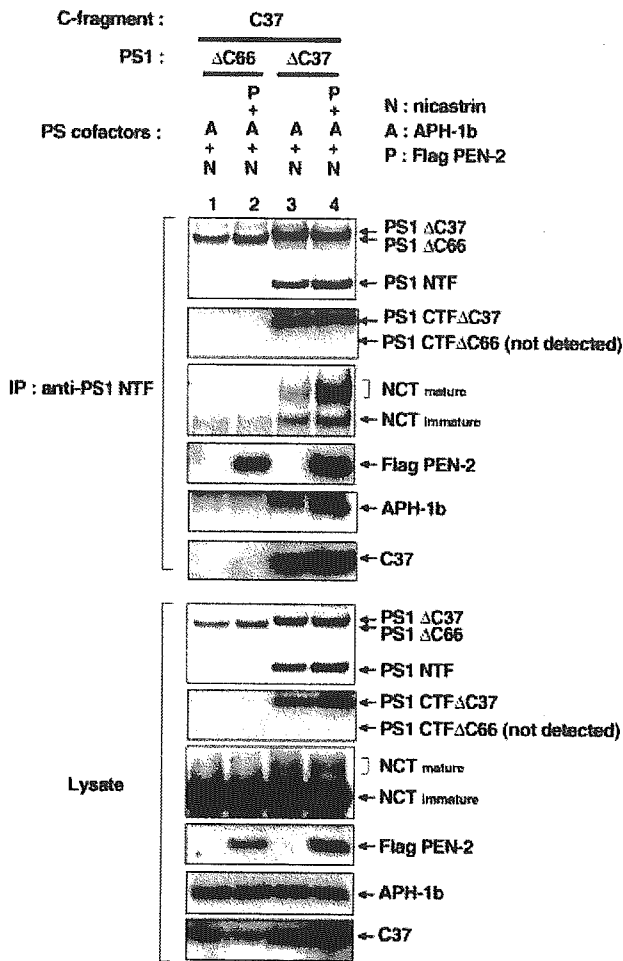 C-fragment : C37
PS1: ΔC66 ΔC37
P P
+ +
PS cofactors : A A A A
+ + + +
N N N N
N : nicastrin
A : APH-1b
P : Flag PEN-2
1 2 3 4
IP : anti-PS1 NTF
PS1 ΔC37
PS1 ΔC66
PS1 NTF
PS1 CTFΔC37
PS1 CTFΔC66 (not detected)
NCT mature
NCT immature
Flag PEN-2
APH-1b
C37
Lysate
PS1 ΔC37
PS1 ΔC66
PS1 NTF
PS1 CTFΔC37
PS1 CTFΔC66 (not detected)
NCT mature
NCT immature
Flag PEN-2
APH-1b
C37